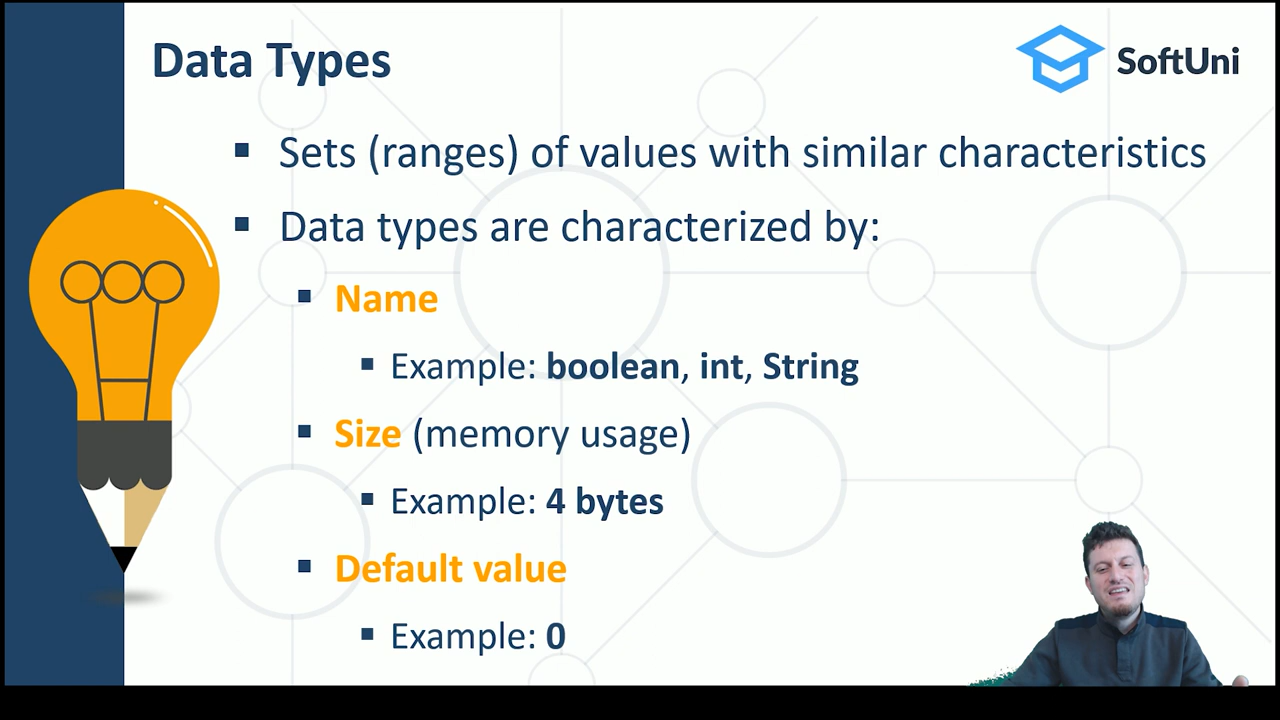 Data Types
SoftUni
▪ Sets (ranges) of values with similar characteristics
▪ Data types are characterized by:
▪ Name
▪ Example: boolean, int, String
▪ Size (memory usage)
▪ Example: 4 bytes
▪ Default value
▪ Example: 0